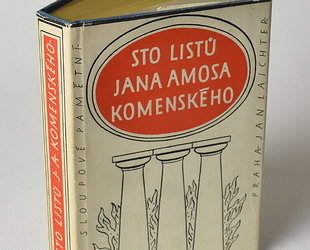 STO LISTŮ
JANA AMOSA
KOMENSKÉHO
SLOUPOVÉ PAMĚTNÍ
PRAHA JAN LAICHTER
STO LISTŮ J. A. KOMENSKÉHO